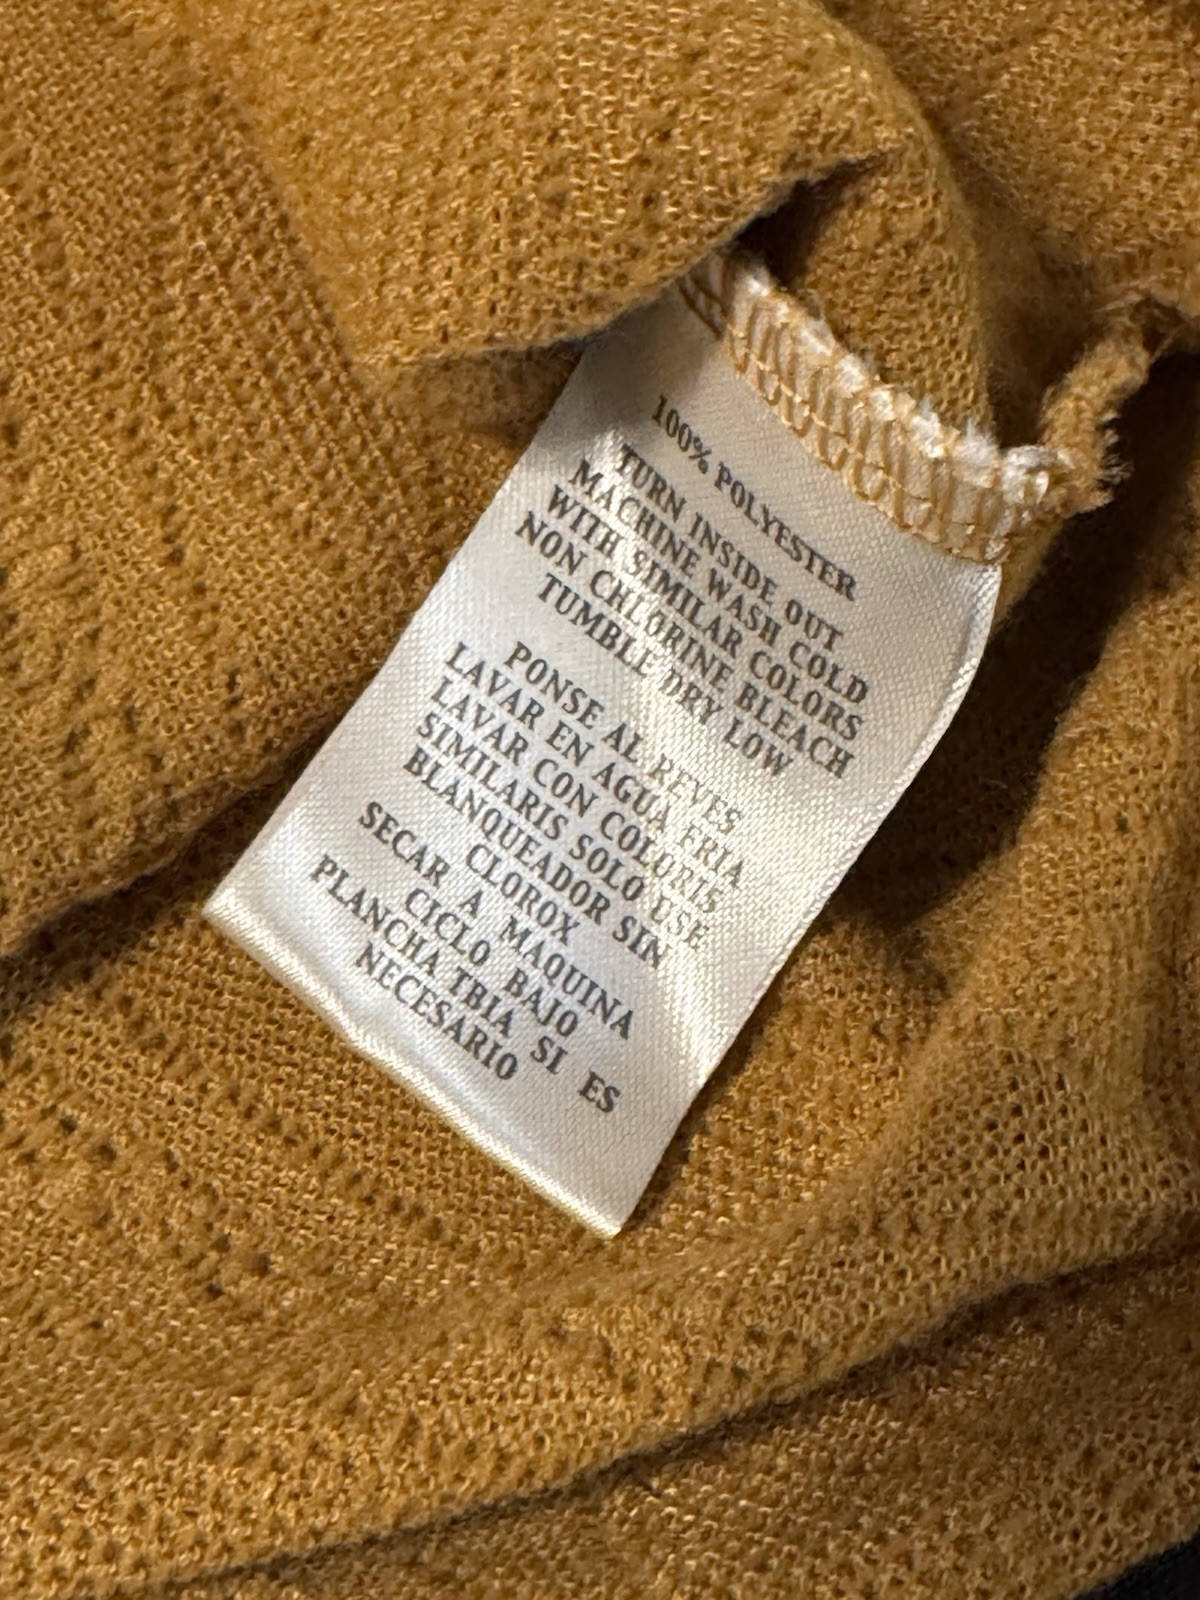 100% POLYESTER
TURN INSIDE OUT
MACHINE WASH COLD
WITH SIMILAR COLORS
NON CHLORINE BLEACH
TUMBLE DRY LOW
PONSE AL REVES
LAVAR EN AGUA FRIA
LAVAR CON COLORIS
SIMILARIS SOLO USE
BLANQUEADOR SIN
CLOROX
SECAR A MAQUINA
CICLO BAJO
PLANCHA TBIA SI ES
NECESARIO